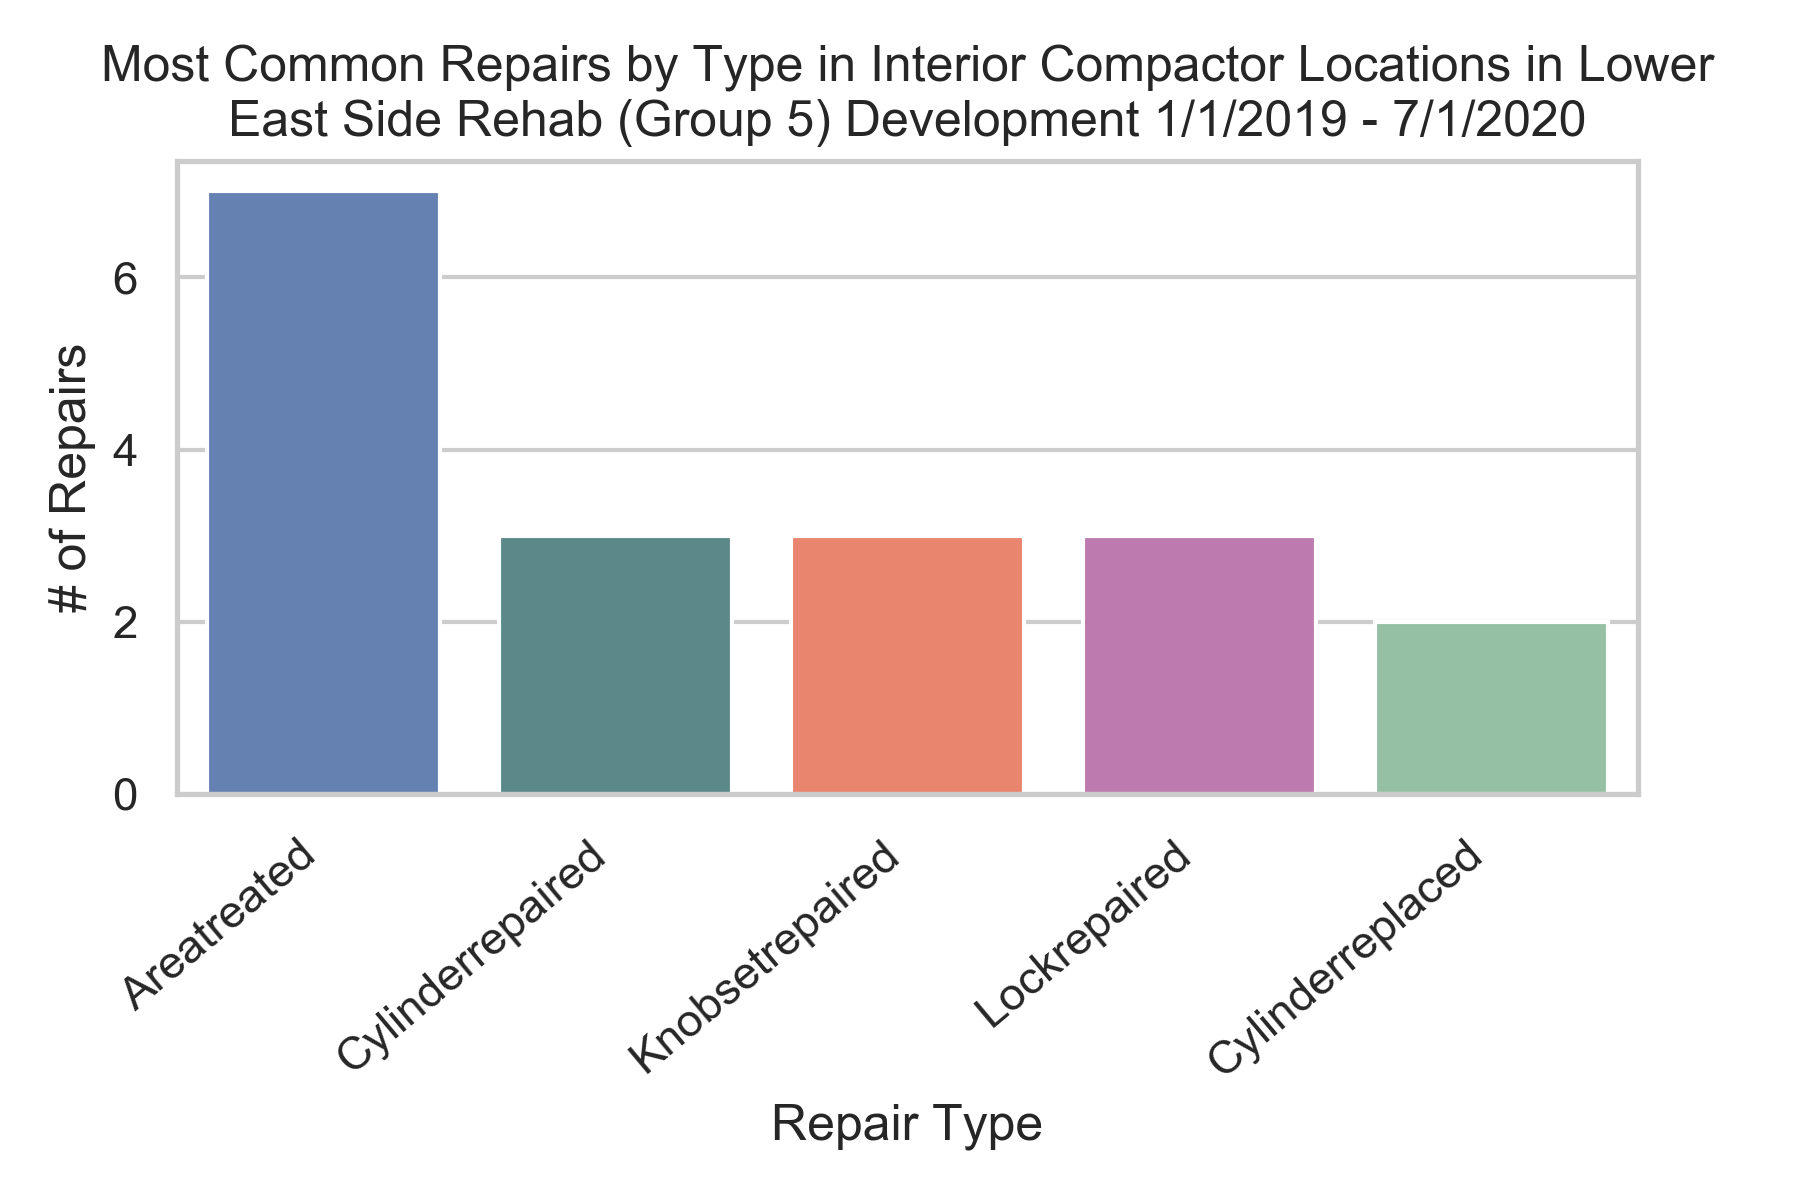 Most Common Repairs by Type in Interior Compactor Locations in Lower
East Side Rehab (Group 5) Development 1/1/2019 - 7/1/2020
# of Repairs
6
4
2
0
Areatreated
Cylinderrepaired
Knobsetrepaired
Lockrepaired
Cylinderreplaced
Repair Type